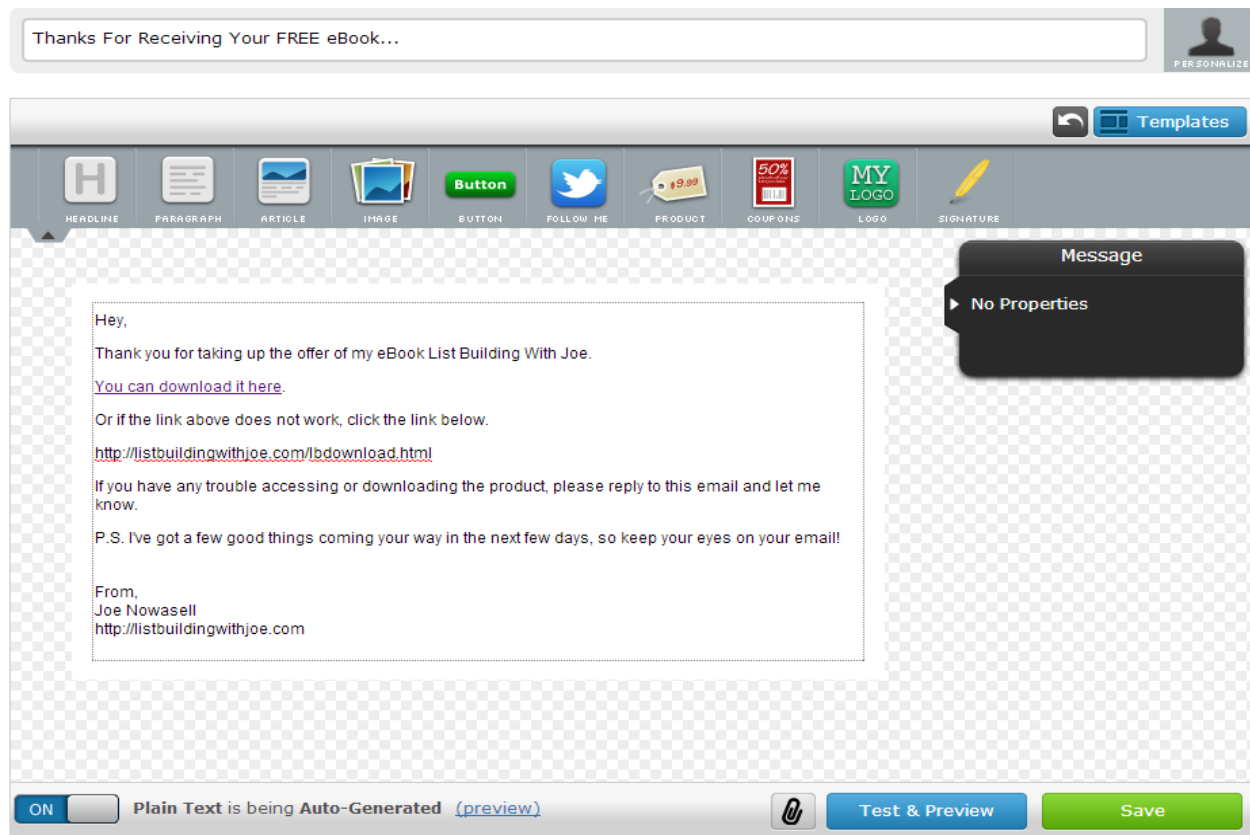 Thanks For Receiving Your FREE eBook...
PERSONALIZE
Templates
H
Button
50%
$9.99
MY
LOGO
HEADLINE PARAGRAPH ARTICLE IMAGE BUTTON FOLLOW ME PRODUCT COUPONS LOGO SIGNATURE
Message
No Properties
Hey,
Thank you for taking up the offer of my eBook List Building With Joe.
You can download it here.
Or if the link above does not work, click the link below.
http://listbuildingwithjoe.com/lbdownload.html
If you have any trouble accessing or downloading the product, please reply to this email and let me
know.
P.S. I've got a few good things coming your way in the next few days, so keep your eyes on your email!
From,
Joe Nowasell
http://listbuildingwithjoe.com
ON
Plain Text is being Auto-Generated (preview)
Test & Preview
Save